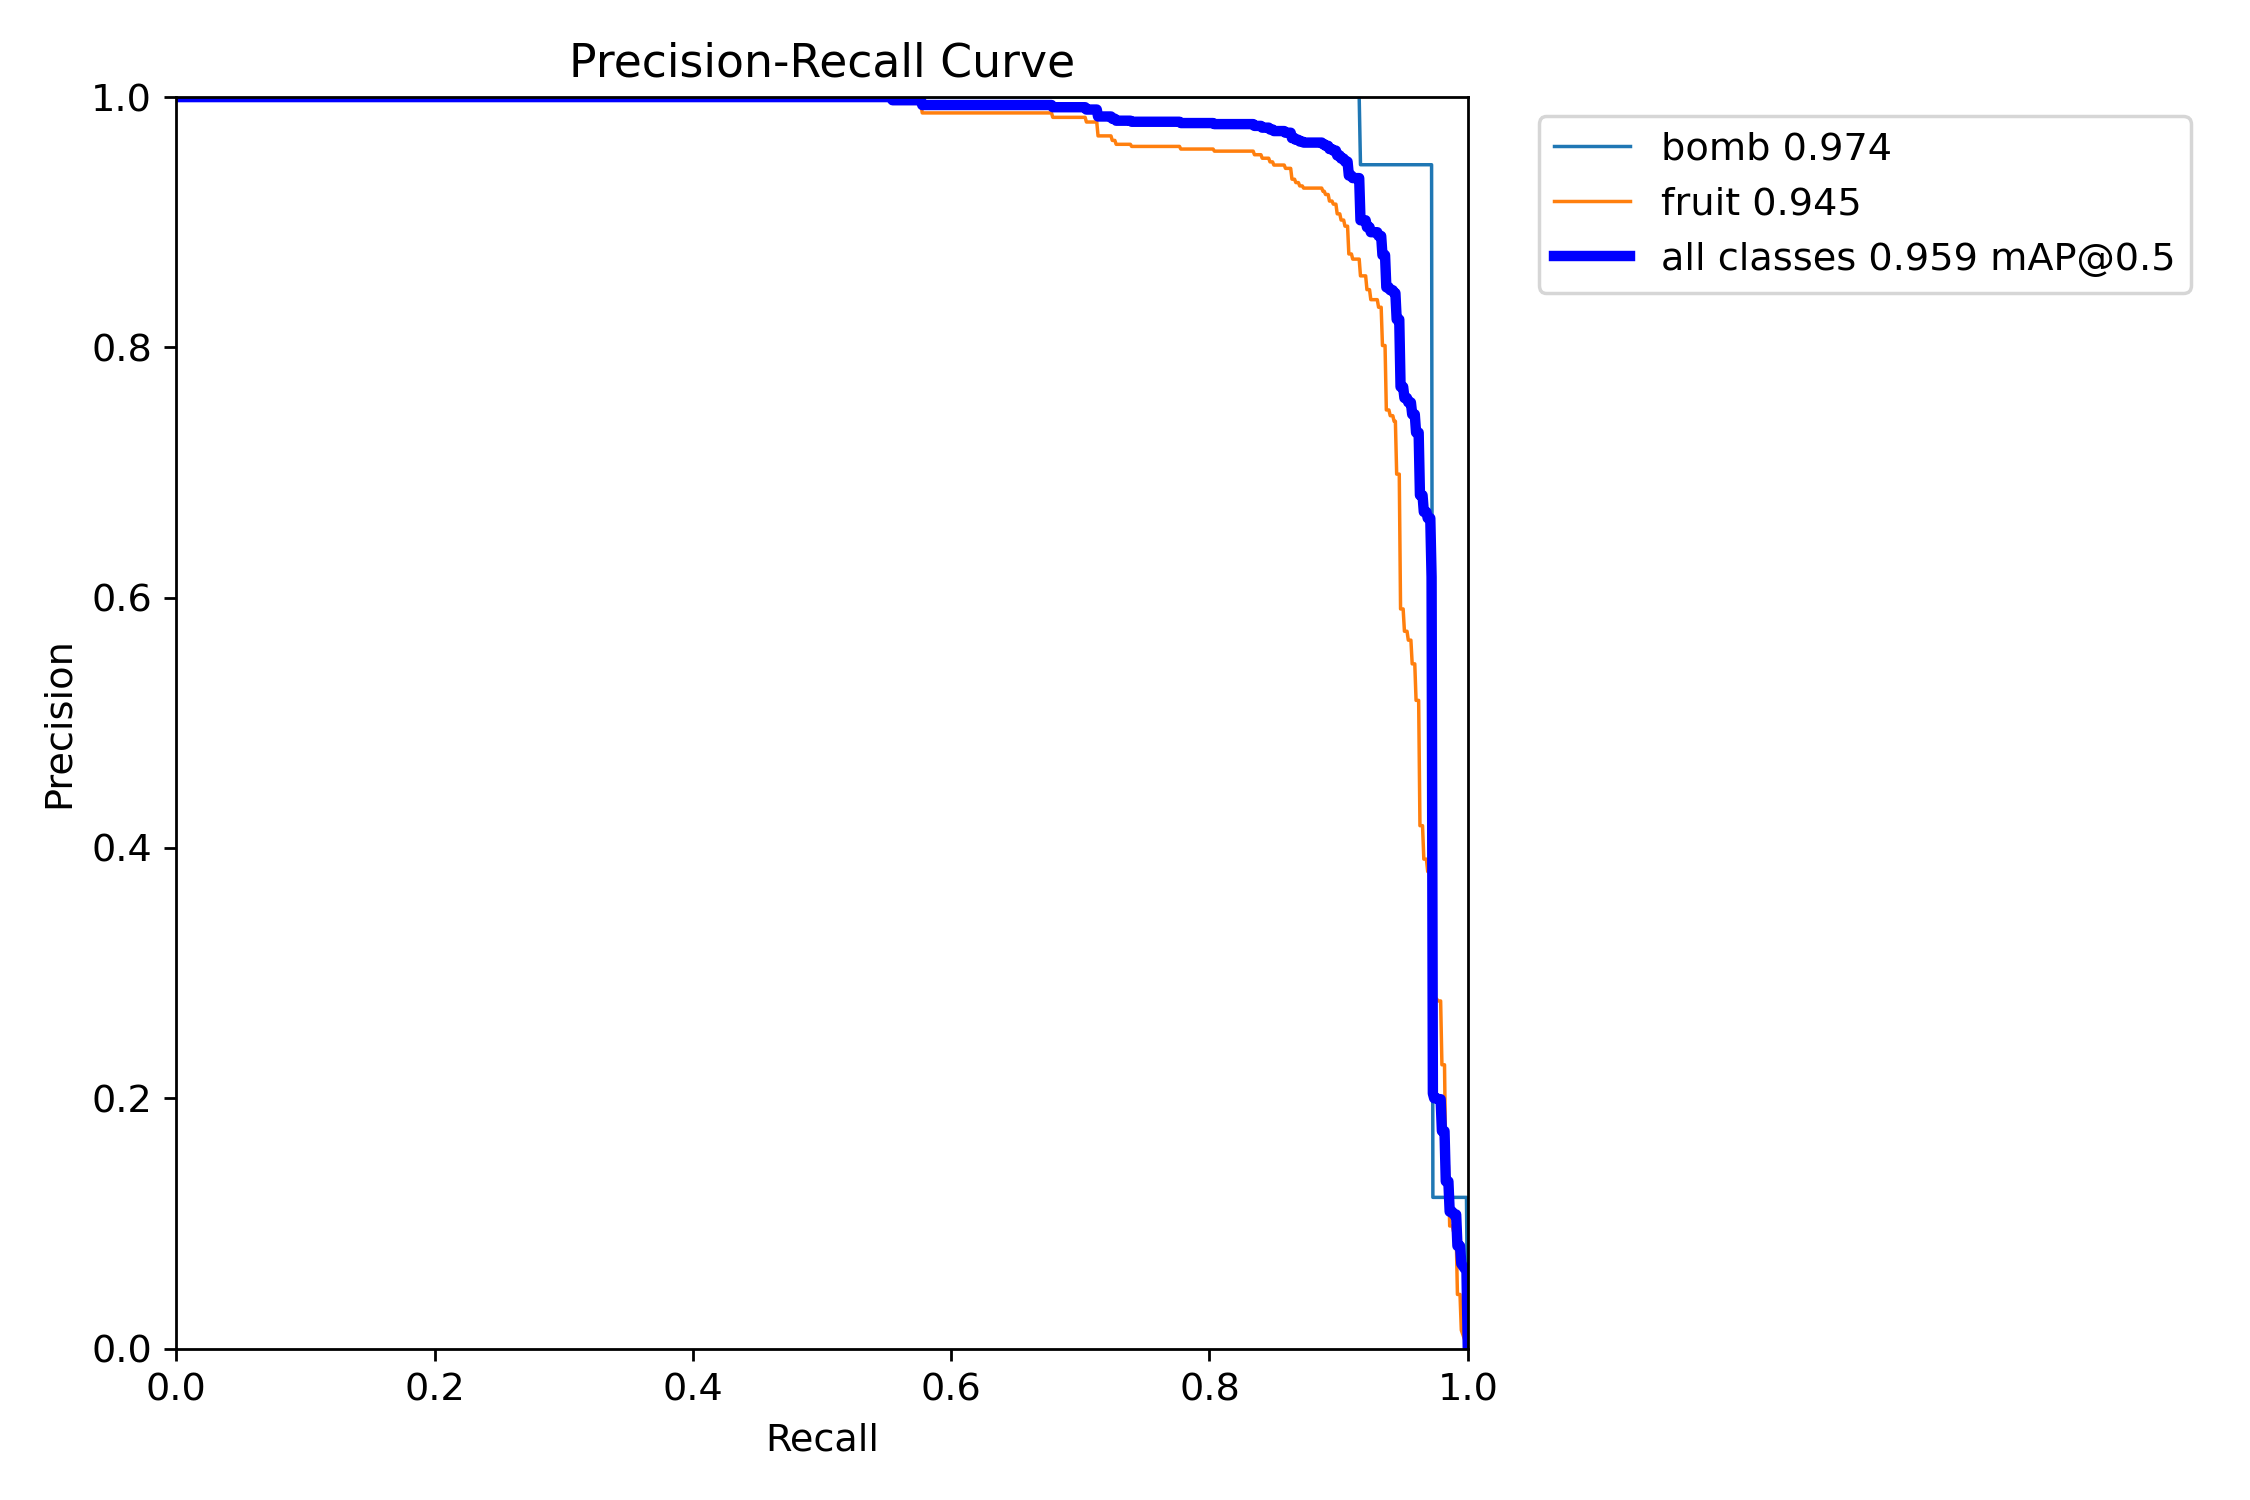 Precision-Recall Curve
1.0
0.8
0.6
0.4
0.2
0.0
Precision
0.0 0.2 0.4 0.6 0.8 1.0
Recall
bomb 0.974
fruit 0.945
all classes 0.959 mAP@0.5